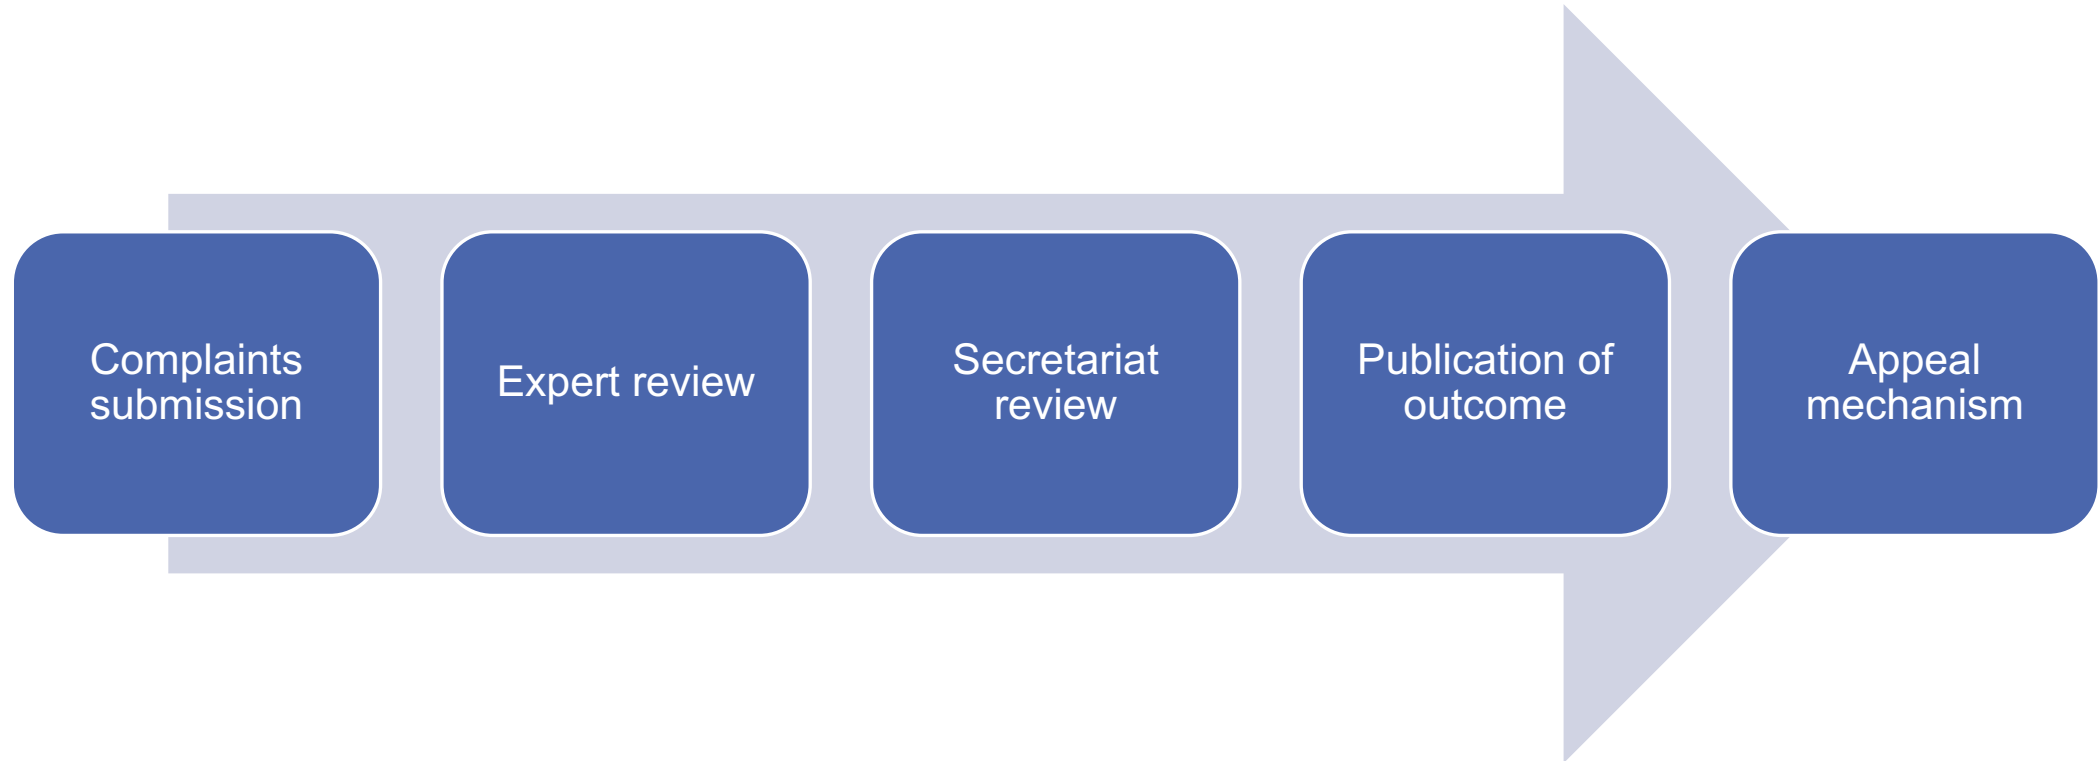 Complaints
submission
Expert review
Secretariat
review
Publication of
outcome
Appeal
mechanism